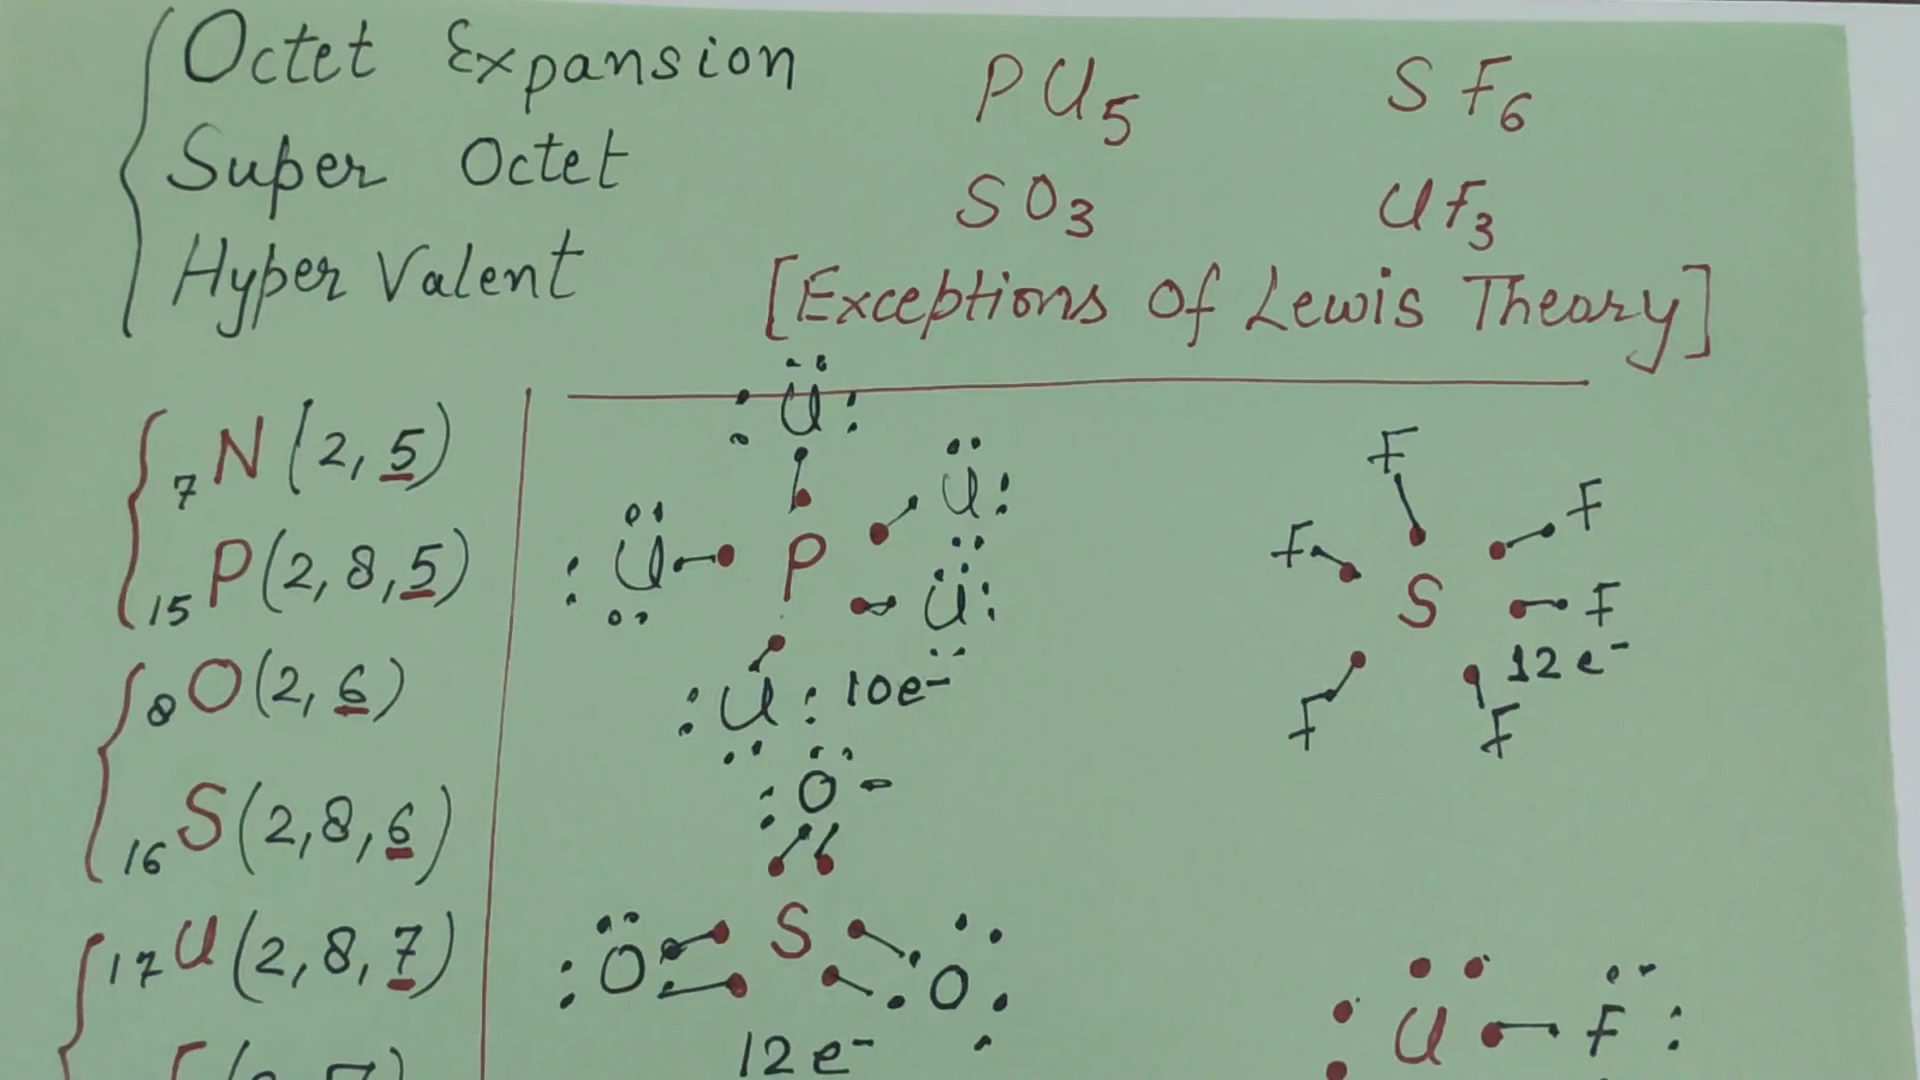 Octet Expansion
Super Octet
Hyper Valent
PCl5 SF6
SO3 ClF3
[Exceptions Of Lewis Theory]
7N(2, 5)
15P(2, 8, 5)
8O(2, 6)
16S(2, 8, 6)
17Cl(2, 8, 7)
Cl
Cl
Cl P
Cl
Cl 10e-
F
F F
S F
12e-
F F
O
O S O
12e-
Cl F